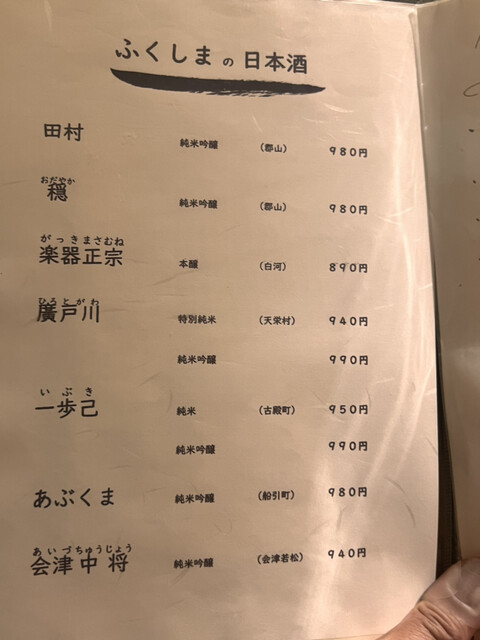 ふくしまの日本酒
田村 純米吟醸 (郡山) 980円
おだやか
穏 純米吟醸 (郡山) 980円
がっきまさむね
楽器正宗 本醸 (白河) 890円
ひろとがわ
廣戸川 特別純米 (天栄村) 940円
純米吟醸 990円
いぶき
一歩己 純米 (古殿町) 950円
純米吟醸 990円
あぶくま 純米吟醸 (船引町) 980円
あいづちゅうじょう
会津中将 純米吟醸 (会津若松) 940円